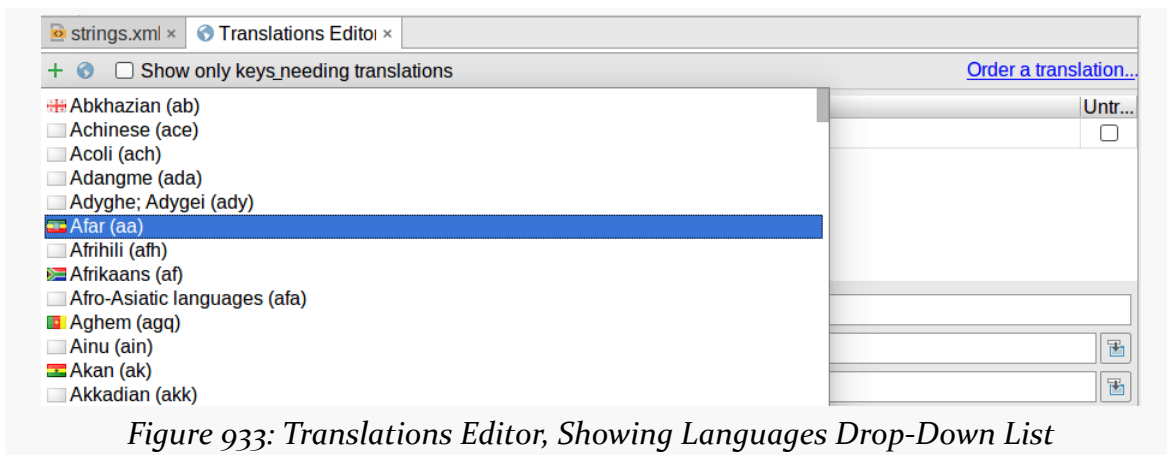 strings.xml × Translations Editor ×
+ Show only keys needing translations Order a translation...
Abkhazian (ab) Untr...
Achinese (ace)
Acoli (ach)
Adangme (ada)
Adyghe; Adygei (ady)
Afar (aa)
Afrihili (afh)
Afrikaans (af)
Afro-Asiatic languages (afa)
Aghem (agq)
Ainu (ain)
Akan (ak)
Akkadian (akk)
Figure 933: Translations Editor, Showing Languages Drop-Down List